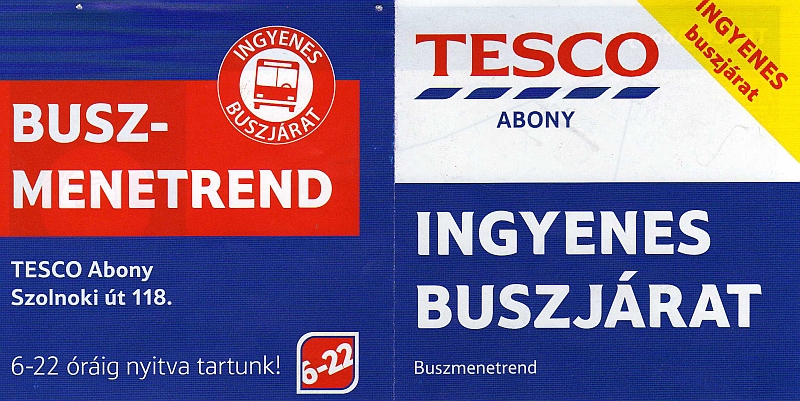 INGYENES
BUSZJÁRAT
BUSZ-
MENETREND
TESCO Abony
Szolnoki út 118.
6-22 óráig nyitva tartunk!
6-22
TESCO
ABONY
INGYENES
buszjárat
INGYENES
BUSZJÁRAT
Buszmenetrend